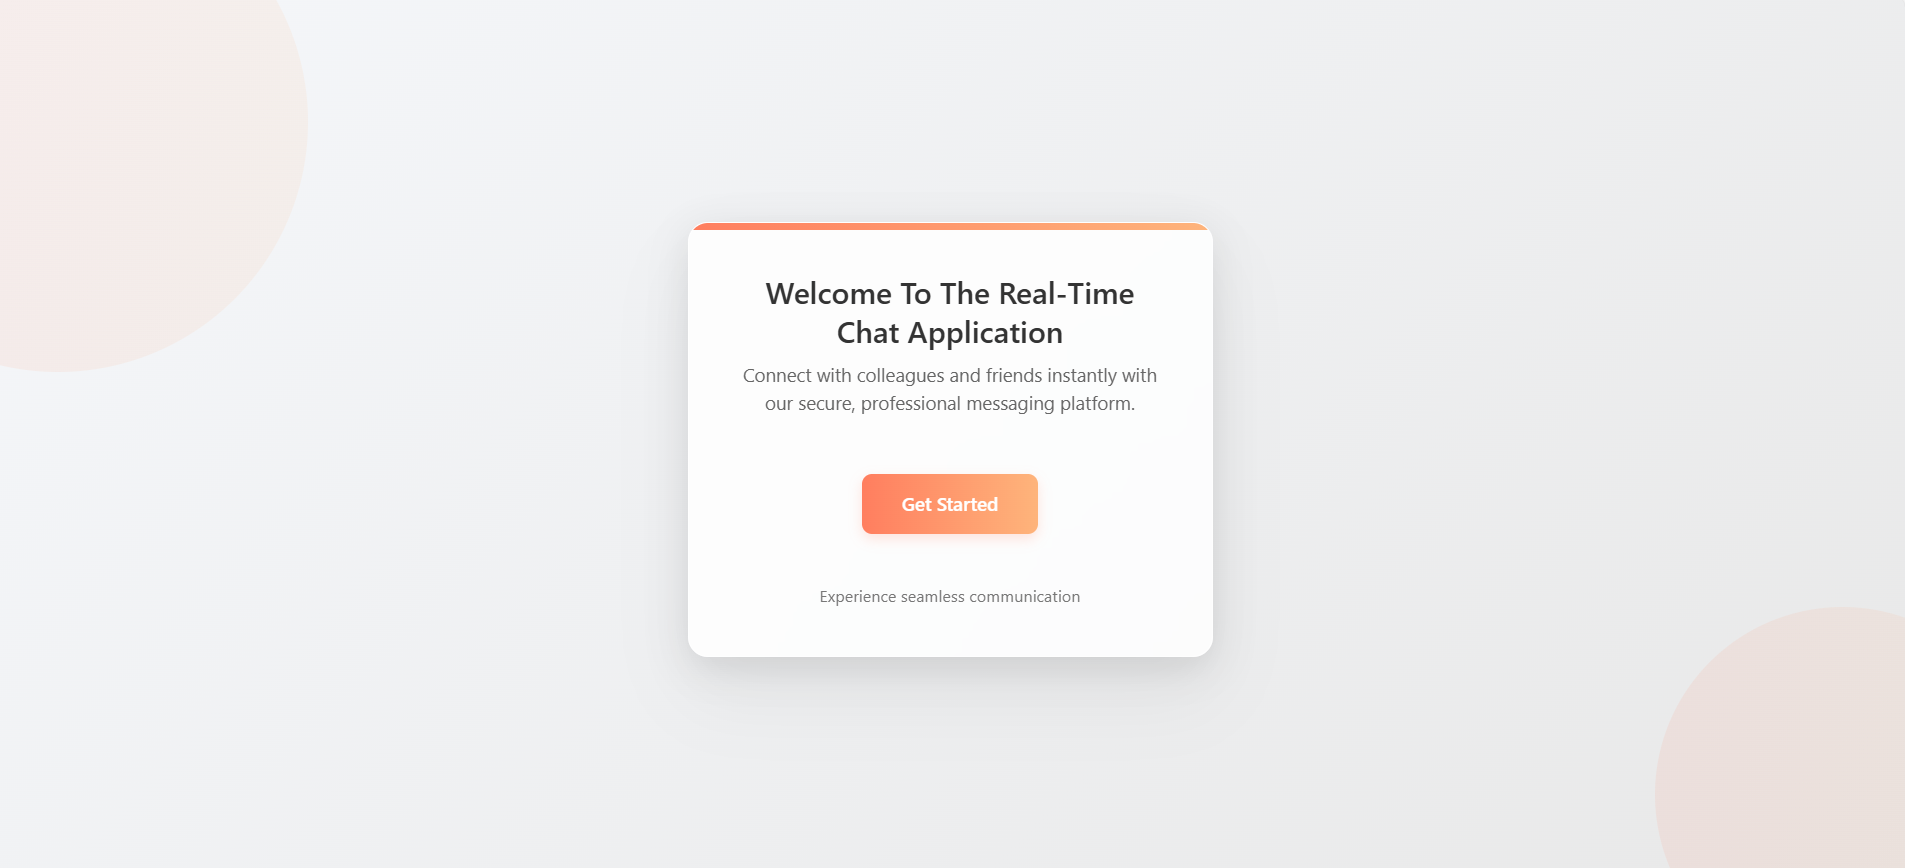 Welcome To The Real-Time
Chat Application
Connect with colleagues and friends instantly with
our secure, professional messaging platform.
Get Started
Experience seamless communication